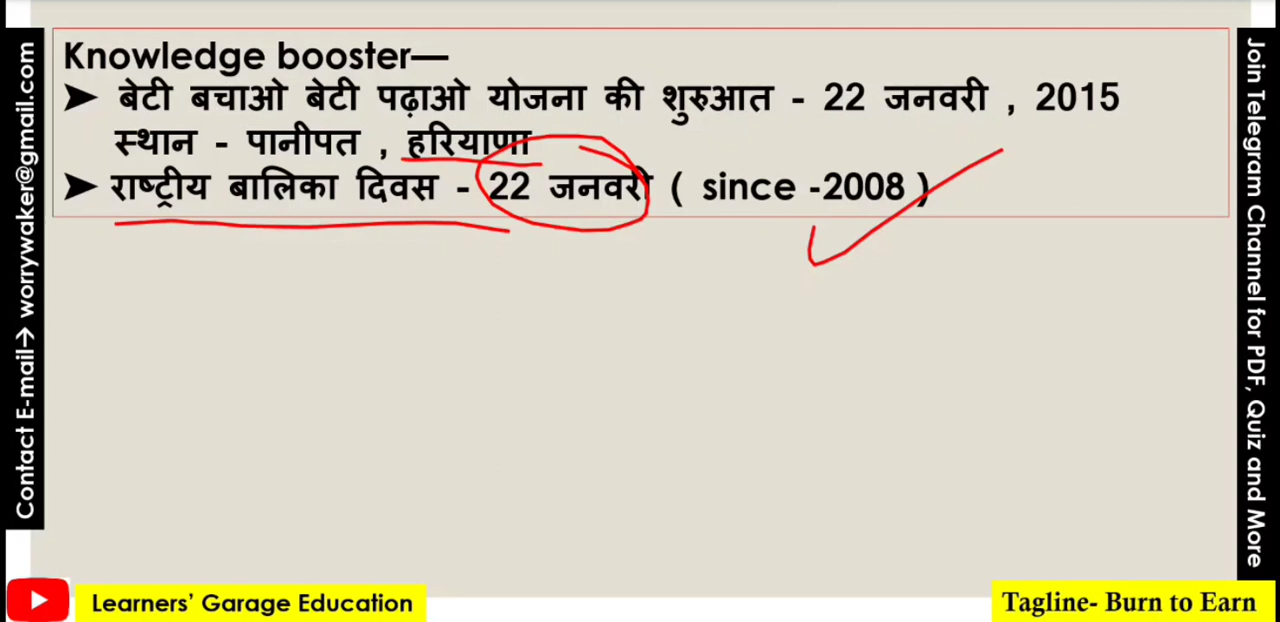 Knowledge booster—
➤ बेटी बचाओ बेटी पढ़ाओ योजना की शुरुआत - 22 जनवरी , 2015
स्थान - पानीपत , हरियाणा
➤ राष्ट्रीय बालिका दिवस - 22 जनवरी ( since -2008 )
Contact E-mail→ worrywaker@gmail.com
Join Telegram Channel for PDF, Quiz and More
Learners’ Garage Education
Tagline- Burn to Earn